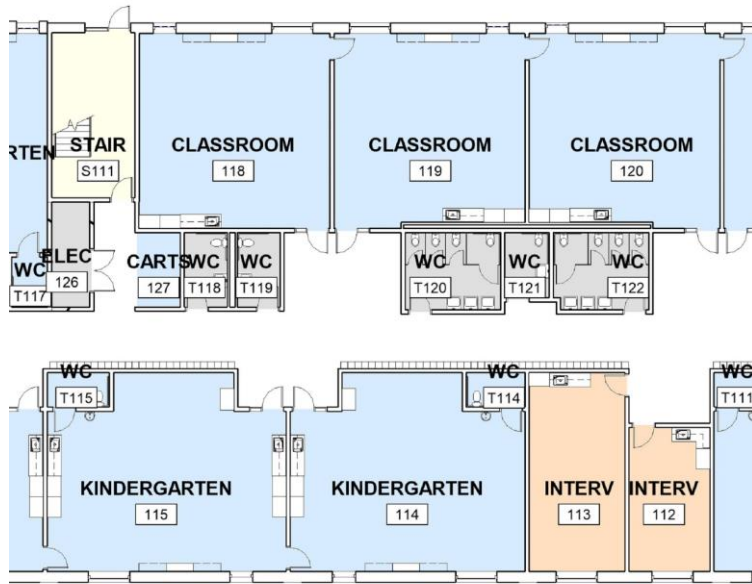 CLASSROOM
118
CLASSROOM
119
CLASSROOM
120
STAIR
S111
RTEN
ELEC
126
WC
T117
CARTS
127
WC
T118
WC
T119
WC
T120
WC
T121
WC
T122
WC
T115
WC
T114
WC
T111
KINDERGARTEN
115
KINDERGARTEN
114
INTERV
113
INTERV
112